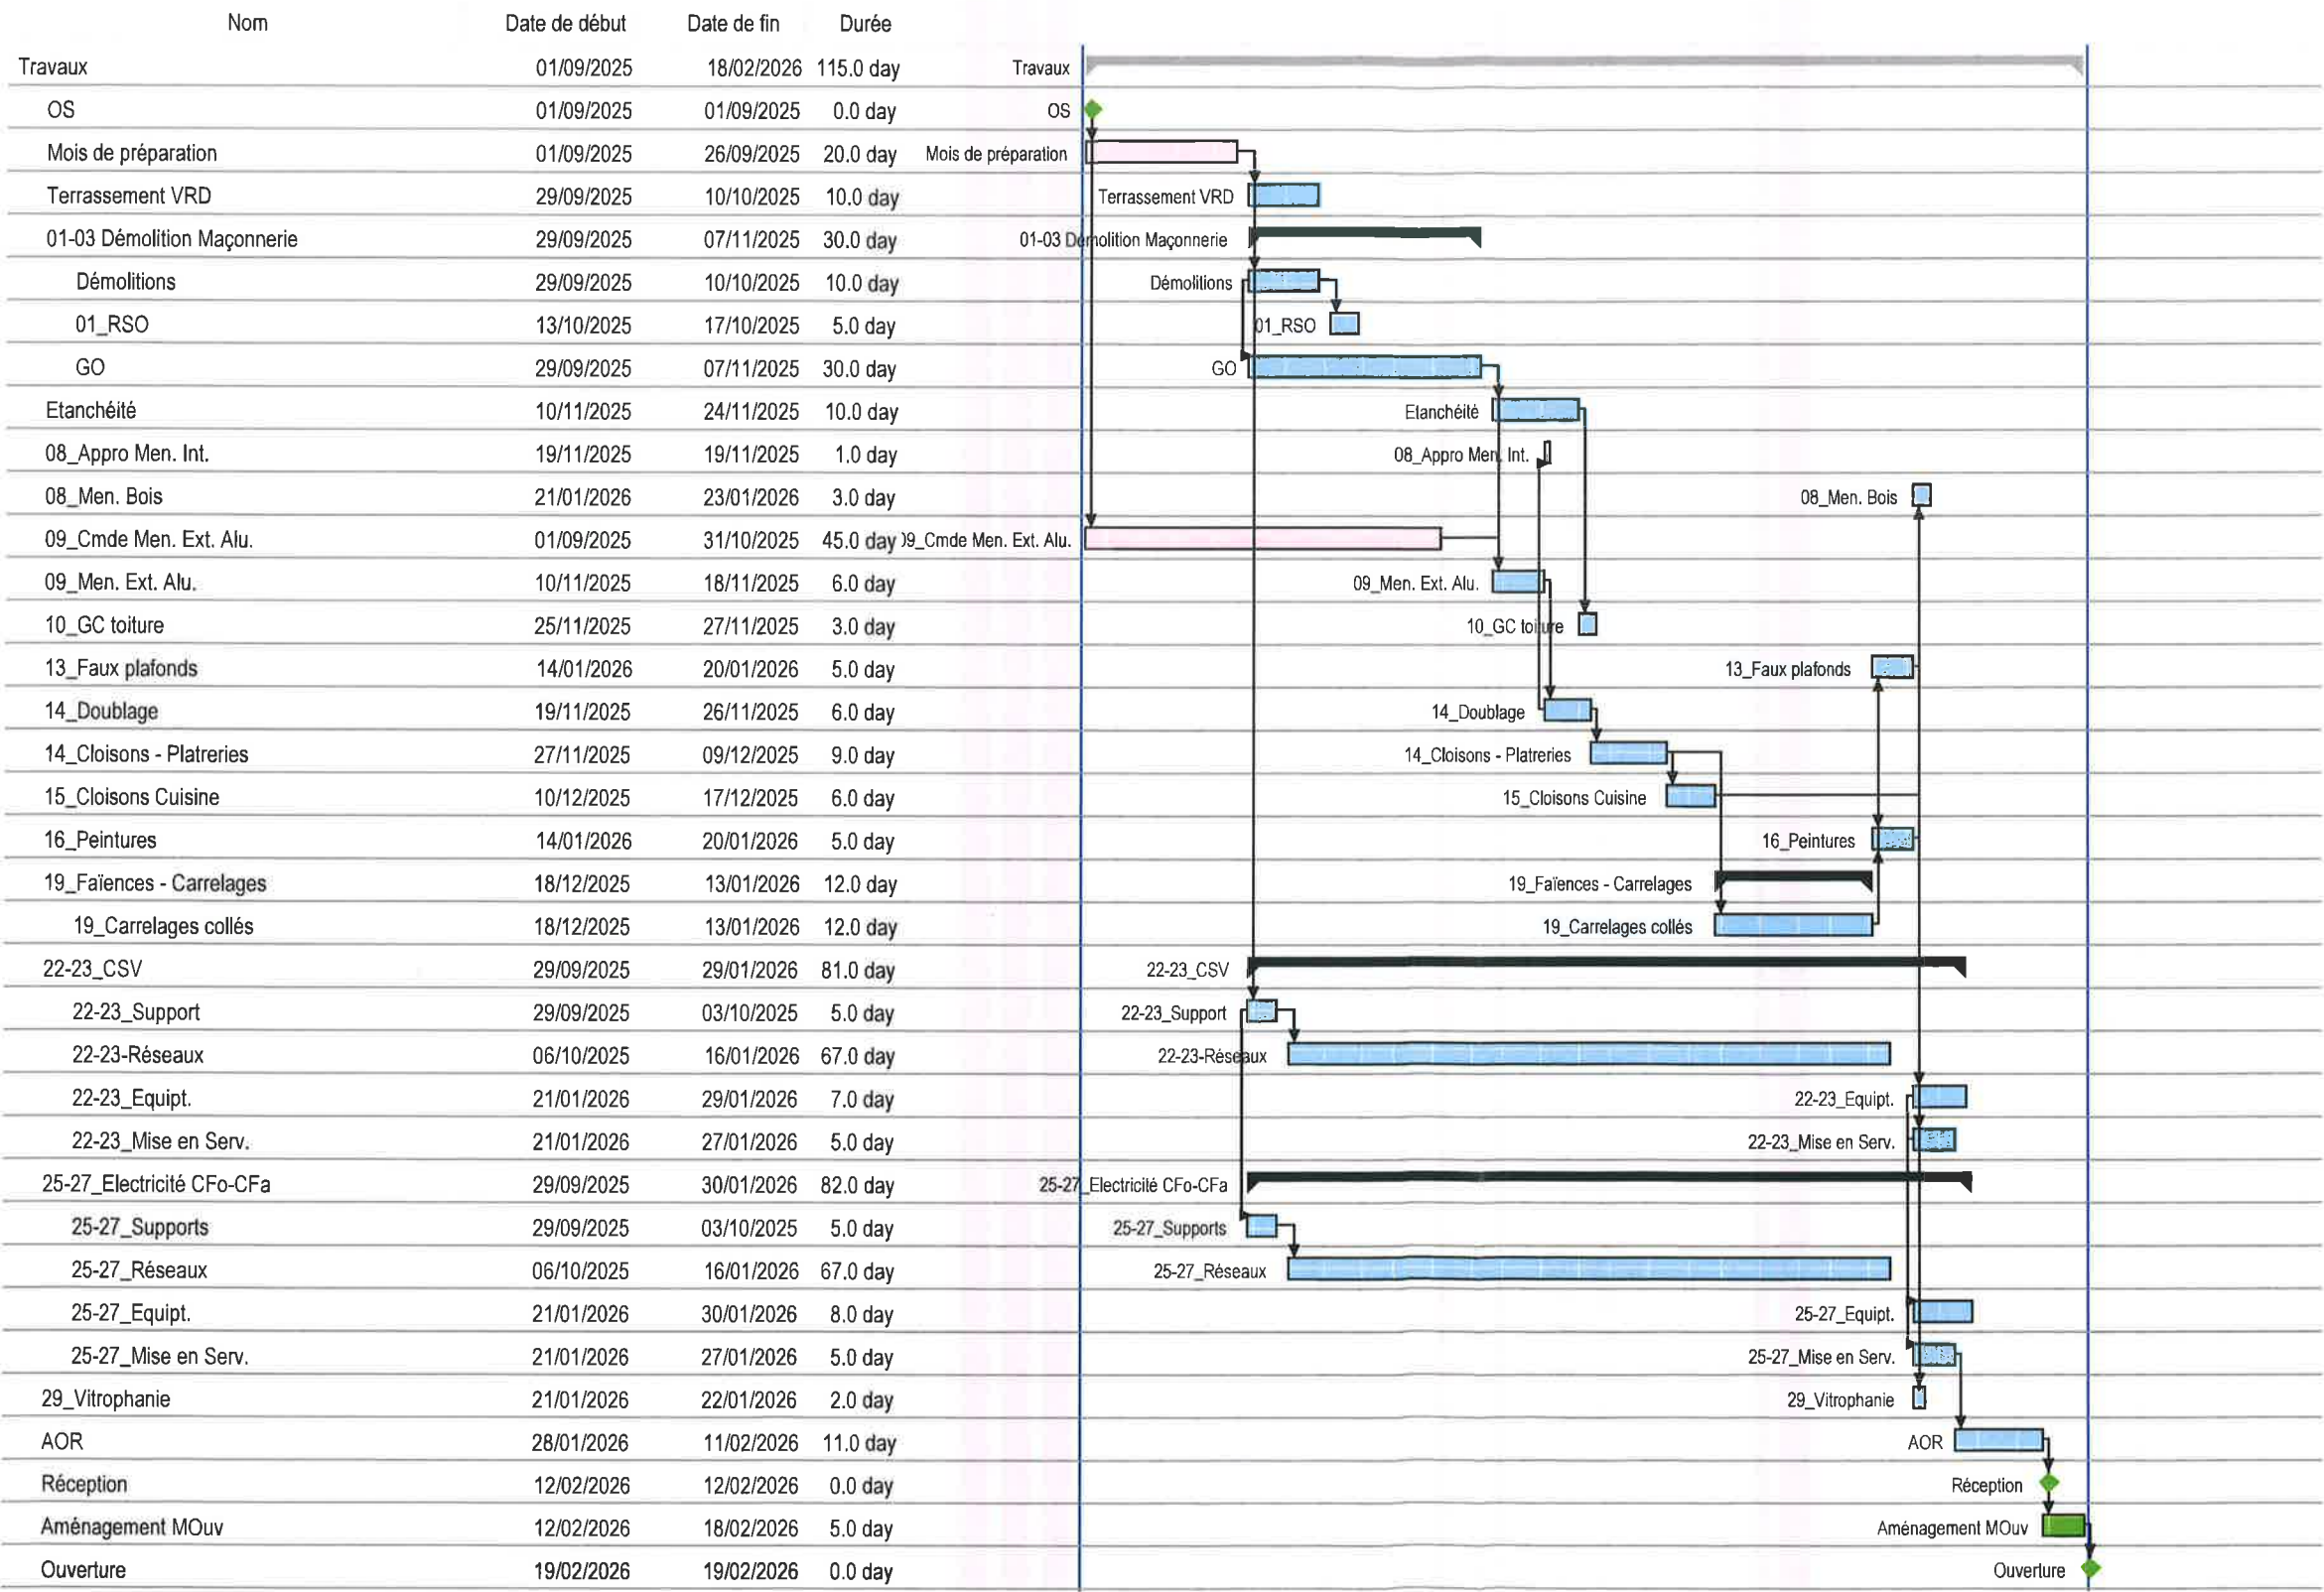 Nom Date de début Date de fin Durée
Travaux 01/09/2025 18/02/2026 115.0 day Travaux
OS 01/09/2025 01/09/2025 0.0 day OS
Mois de préparation 01/09/2025 26/09/2025 20.0 day Mois de préparation
Terrassement VRD 29/09/2025 10/10/2025 10.0 day Terrassement VRD
01-03 Démolition Maçonnerie 29/09/2025 07/11/2025 30.0 day 01-03 Démolition Maçonnerie
Démolitions 29/09/2025 10/10/2025 10.0 day Démolitions
01_RSO 13/10/2025 17/10/2025 5.0 day 01_RSO
GO 29/09/2025 07/11/2025 30.0 day GO
Etanchéité 10/11/2025 24/11/2025 10.0 day Etanchéité
08_Appro Men. Int. 19/11/2025 19/11/2025 1.0 day 08_Appro Men. Int.
08_Men. Bois 21/01/2026 23/01/2026 3.0 day 08_Men. Bois
09_Cmde Men. Ext. Alu. 01/09/2025 31/10/2025 45.0 day 09_Cmde Men. Ext. Alu.
09_Men. Ext. Alu. 10/11/2025 18/11/2025 6.0 day 09_Men. Ext. Alu.
10_GC toiture 25/11/2025 27/11/2025 3.0 day 10_GC toiture
13_Faux plafonds 14/01/2026 20/01/2026 5.0 day 13_Faux plafonds
14_Doublage 19/11/2025 26/11/2025 6.0 day 14_Doublage
14_Cloisons - Platreries 27/11/2025 09/12/2025 9.0 day 14_Cloisons - Platreries
15_Cloisons Cuisine 10/12/2025 17/12/2025 6.0 day 15_Cloisons Cuisine
16_Peintures 14/01/2026 20/01/2026 5.0 day 16_Peintures
19_Faïences - Carrelages 18/12/2025 13/01/2026 12.0 day 19_Faïences - Carrelages
19_Carrelages collés 18/12/2025 13/01/2026 12.0 day 19_Carrelages collés
22-23_CSV 29/09/2025 29/01/2026 81.0 day 22-23_CSV
22-23_Support 29/09/2025 03/10/2025 5.0 day 22-23_Support
22-23-Réseaux 06/10/2025 16/01/2026 67.0 day 22-23-Réseaux
22-23_Equipt. 21/01/2026 29/01/2026 7.0 day 22-23_Equipt.
22-23_Mise en Serv. 21/01/2026 27/01/2026 5.0 day 22-23_Mise en Serv.
25-27_Electricité CFo-CFa 29/09/2025 30/01/2026 82.0 day 25-27_Electricité CFo-CFa
25-27_Supports 29/09/2025 03/10/2025 5.0 day 25-27_Supports
25-27_Réseaux 06/10/2025 16/01/2026 67.0 day 25-27_Réseaux
25-27_Equipt. 21/01/2026 30/01/2026 8.0 day 25-27_Equipt.
25-27_Mise en Serv. 21/01/2026 27/01/2026 5.0 day 25-27_Mise en Serv.
29_Vitrophanie 21/01/2026 22/01/2026 2.0 day 29_Vitrophanie
AOR 28/01/2026 11/02/2026 11.0 day AOR
Réception 12/02/2026 12/02/2026 0.0 day Réception
Aménagement MOuv 12/02/2026 18/02/2026 5.0 day Aménagement MOuv
Ouverture 19/02/2026 19/02/2026 0.0 day Ouverture